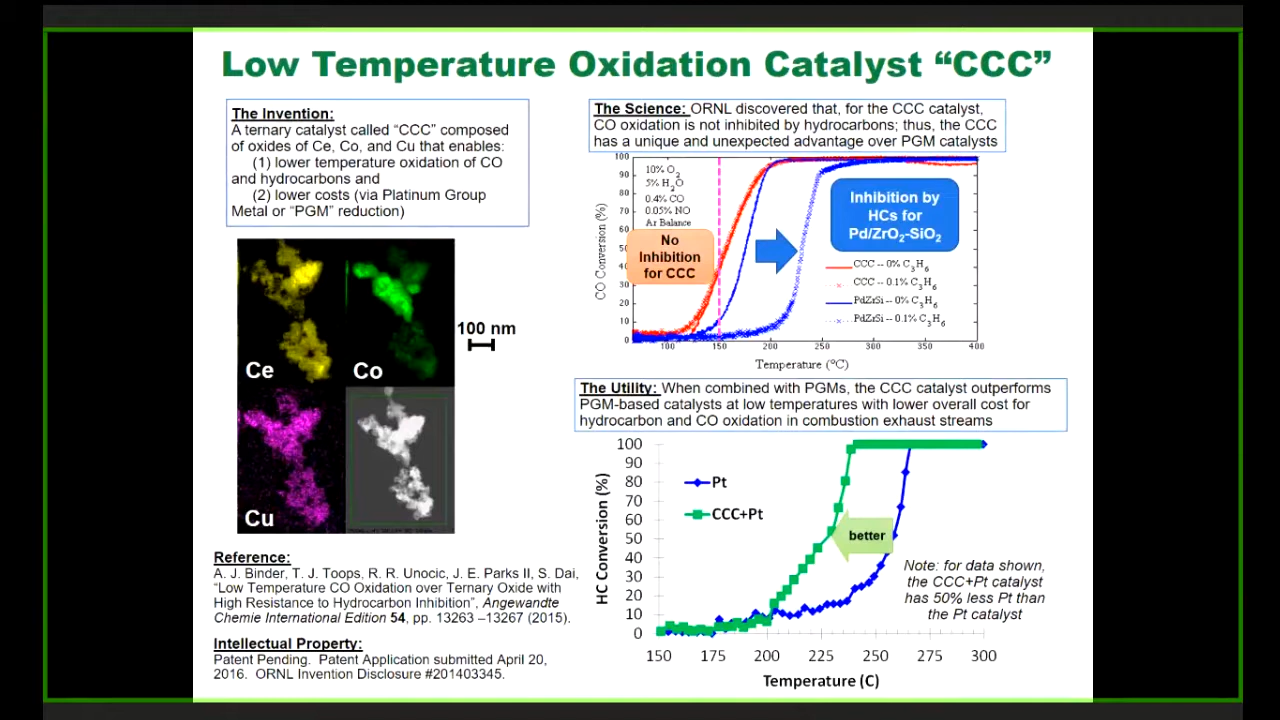 Low Temperature Oxidation Catalyst “CCC”
The Invention:
A ternary catalyst called “CCC” composed
of oxides of Ce, Co, and Cu that enables:
(1) lower temperature oxidation of CO
and hydrocarbons and
(2) lower costs (via Platinum Group
Metal or “PGM” reduction)
Ce
Co
Cu
100 nm
Reference:
A. J. Binder, T. J. Toops, R. R. Unocic, J. E. Parks II, S. Dai,
“Low Temperature CO Oxidation over Ternary Oxide with
High Resistance to Hydrocarbon Inhibition”, Angewandte
Chemie International Edition 54, pp. 13263 –13267 (2015).
Intellectual Property:
Patent Pending. Patent Application submitted April 20,
2016. ORNL Invention Disclosure #201403345.
The Science: ORNL discovered that, for the CCC catalyst,
CO oxidation is not inhibited by hydrocarbons; thus, the CCC
has a unique and unexpected advantage over PGM catalysts
100
90
80
70
60
50
40
30
20
10
0
CO Conversion (%)
10% O2
5% H2O
0.4% CO
0.05% NO
Ar Balance
No
Inhibition
for CCC
Inhibition by
HCs for
Pd/ZrO2-SiO2
CCC -- 0% C3H6
CCC -- 0.1% C3H6
PdZrSi -- 0% C3H6
PdZrSi -- 0.1% C3H6
100 150 200 250 300 350 400
Temperature (°C)
The Utility: When combined with PGMs, the CCC catalyst outperforms
PGM-based catalysts at low temperatures with lower overall cost for
hydrocarbon and CO oxidation in combustion exhaust streams
100
90
80
70
60
50
40
30
20
10
0
HC Conversion (%)
Pt
CCC+Pt
better
Note: for data shown,
the CCC+Pt catalyst
has 50% less Pt than
the Pt catalyst
150 175 200 225 250 275 300
Temperature (C)